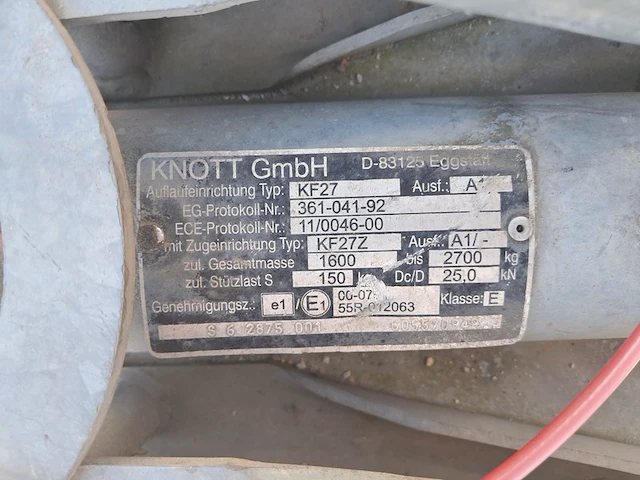 KNOTT GmbH D-83125 Eggstätt
Auflaufeinrichtung Typ: KF27 Ausf.: A1
EG-Protokoll-Nr.: 361-041-92
ECE-Protokoll-Nr.: 11/0046-00
mit Zugeinrichtung Typ: KF27Z Ausf.: A1/ -
zul. Gesamtmasse 1600 bis 2700 kg
zul. Stützlast S 150 Dc/D 25,0 kN
Genehmigungsz.: e1 / E1 00-07 Klasse: E
55R-012063
S 6 2875 001